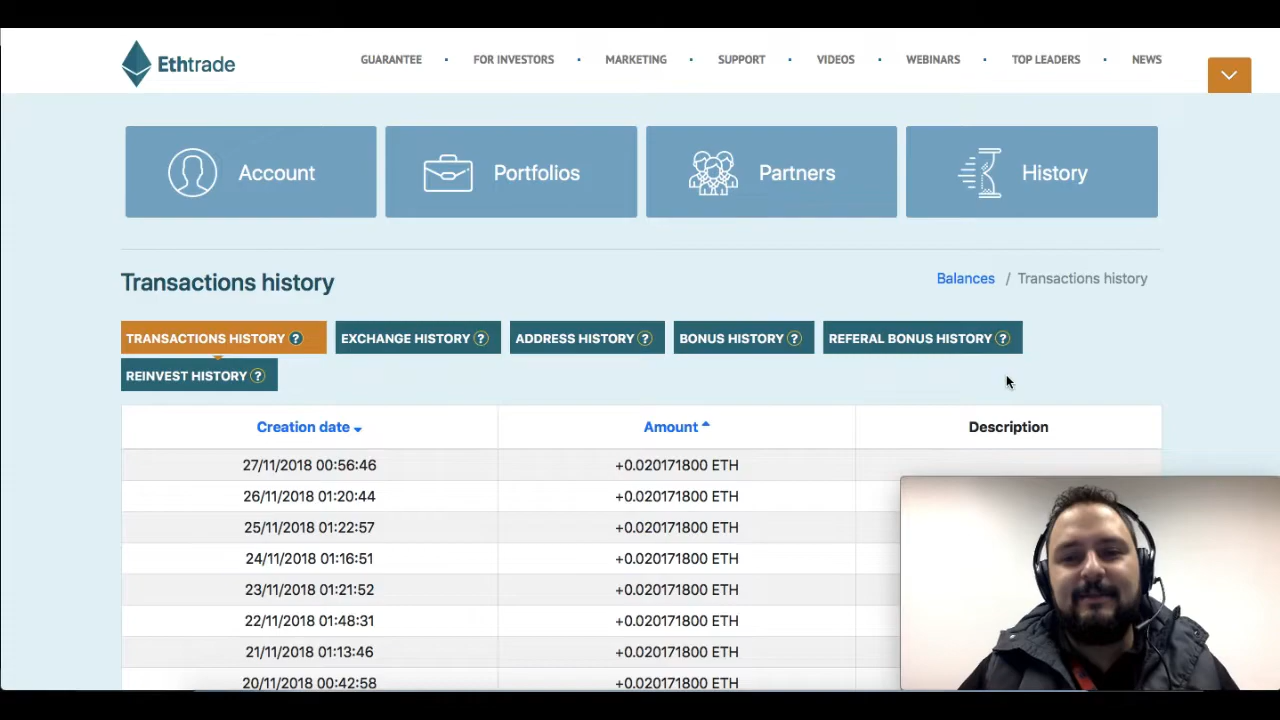 Ethtrade
GUARANTEE • FOR INVESTORS • MARKETING • SUPPORT • VIDEOS • WEBINARS • TOP LEADERS • NEWS
Account
Portfolios
Partners
History
Transactions history
Balances / Transactions history
TRANSACTIONS HISTORY ?
EXCHANGE HISTORY ?
ADDRESS HISTORY ?
BONUS HISTORY ?
REFERAL BONUS HISTORY ?
REINVEST HISTORY ?
Creation date Amount Description
27/11/2018 00:56:46 +0.020171800 ETH
26/11/2018 01:20:44 +0.020171800 ETH
25/11/2018 01:22:57 +0.020171800 ETH
24/11/2018 01:16:51 +0.020171800 ETH
23/11/2018 01:21:52 +0.020171800 ETH
22/11/2018 01:48:31 +0.020171800 ETH
21/11/2018 01:13:46 +0.020171800 ETH
20/11/2018 00:42:58 +0.020171800 ETH